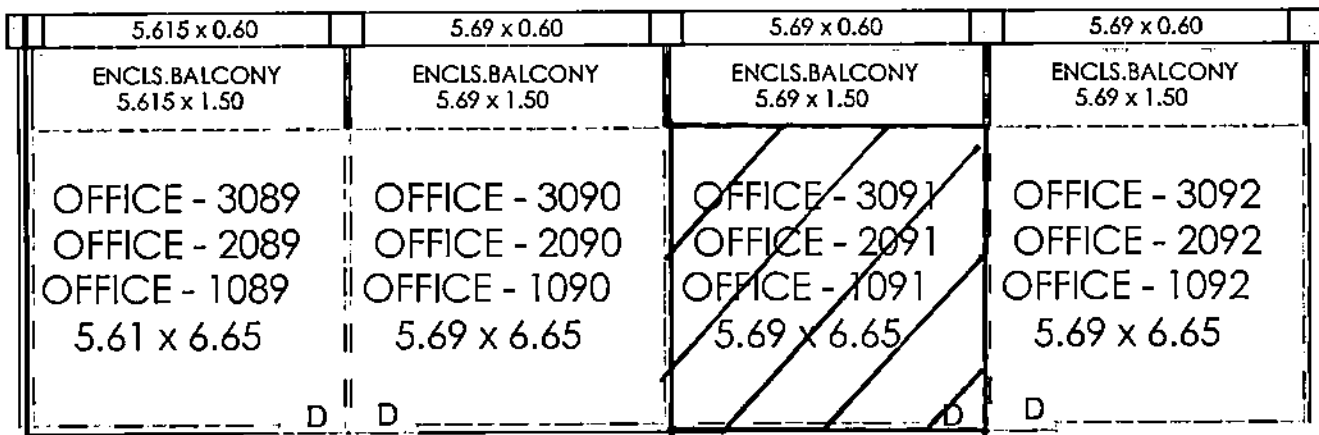 5.615 x 0.60
5.69 x 0.60
5.69 x 0.60
5.69 x 0.60
ENCLS.BALCONY
5.615 x 1.50
ENCLS.BALCONY
5.69 x 1.50
ENCLS.BALCONY
5.69 x 1.50
ENCLS.BALCONY
5.69 x 1.50
OFFICE - 3089
OFFICE - 2089
OFFICE - 1089
5.61 x 6.65
D
OFFICE - 3090
OFFICE - 2090
OFFICE - 1090
5.69 x 6.65
D
OFFICE - 3091
OFFICE - 2091
OFFICE - 1091
5.69 x 6.65
D
OFFICE - 3092
OFFICE - 2092
OFFICE - 1092
5.69 x 6.65
D